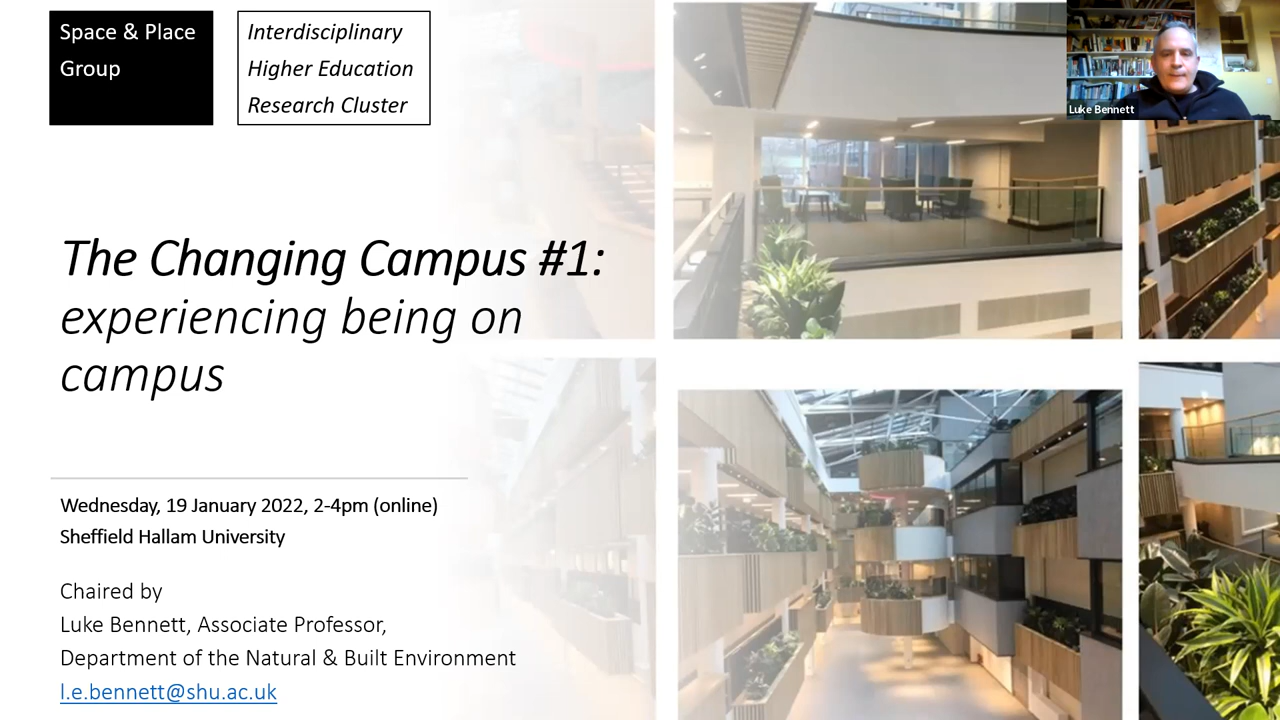 Space & Place
Group
Interdisciplinary
Higher Education
Research Cluster
Luke Bennett
The Changing Campus #1:
experiencing being on
campus
Wednesday, 19 January 2022, 2-4pm (online)
Sheffield Hallam University
Chaired by
Luke Bennett, Associate Professor,
Department of the Natural & Built Environment
l.e.bennett@shu.ac.uk